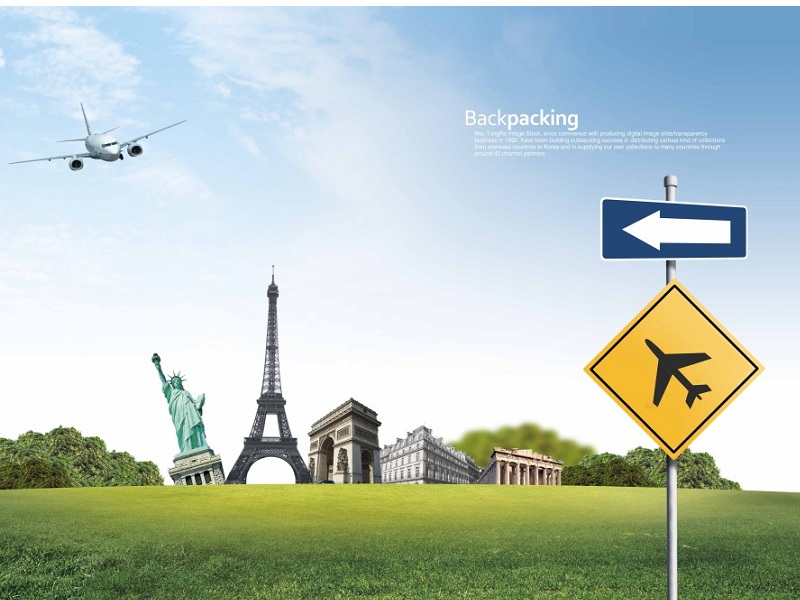 Backpacking
We, TongRo Image Stock, since commence with producing digital image slide/transparency
business in 1990, have been building outstanding success in distributing various kind of collections
from overseas countries to Korea and in supplying our own collections to many countries through
around 45 channel partners.